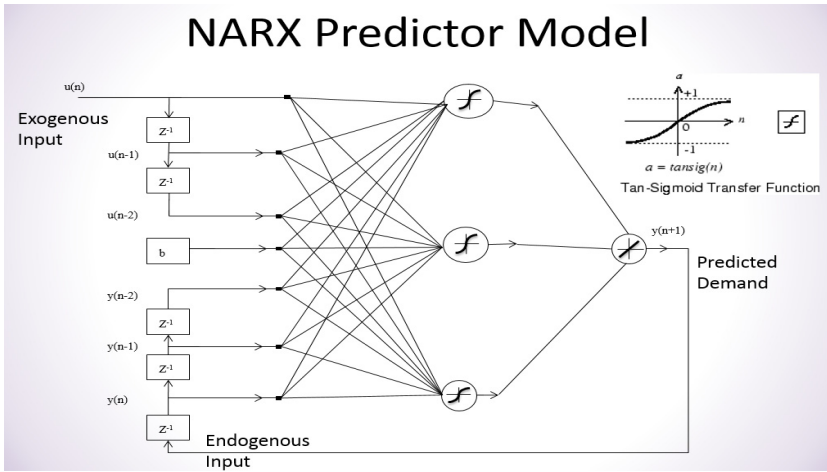 NARX Predictor Model
u(n)
Exogenous
Input
Z-1
u(n-1)
Z-1
u(n-2)
b
y(n-2)
Z-1
y(n-1)
Z-1
y(n)
Z-1
Endogenous
Input
a
+1
n
0
-1
a = tansig(n)
Tan-Sigmoid Transfer Function
y(n+1)
Predicted
Demand